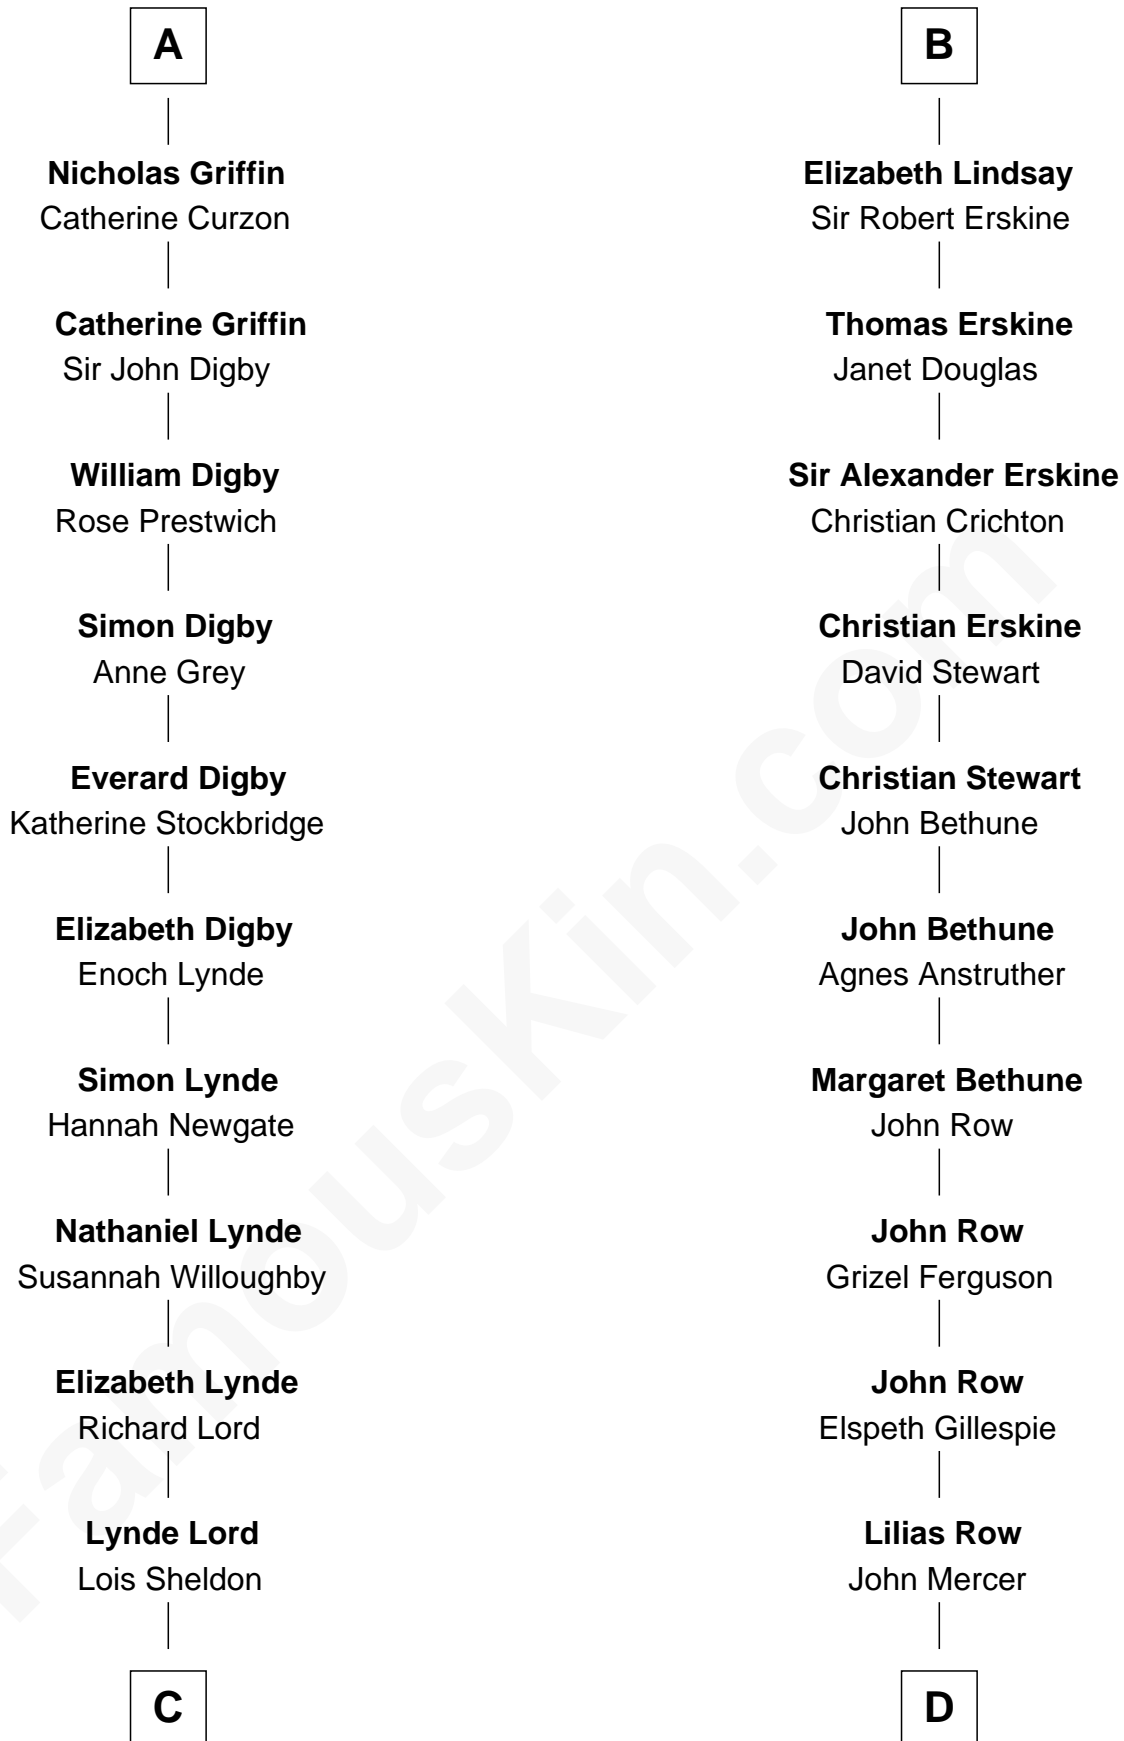 A
Nicholas Griffin
Catherine Curzon
Catherine Griffin
Sir John Digby
William Digby
Rose Prestwich
Simon Digby
Anne Grey
Everard Digby
Katherine Stockbridge
Elizabeth Digby
Enoch Lynde
Simon Lynde
Hannah Newgate
Nathaniel Lynde
Susannah Willoughby
Elizabeth Lynde
Richard Lord
Lynde Lord
Lois Sheldon
C
B
Elizabeth Lindsay
Sir Robert Erskine
Thomas Erskine
Janet Douglas
Sir Alexander Erskine
Christian Crichton
Christian Erskine
David Stewart
Christian Stewart
John Bethune
John Bethune
Agnes Anstruther
Margaret Bethune
John Row
John Row
Grizel Ferguson
John Row
Elspeth Gillespie
Lilias Row
John Mercer
D
FamousKin.com